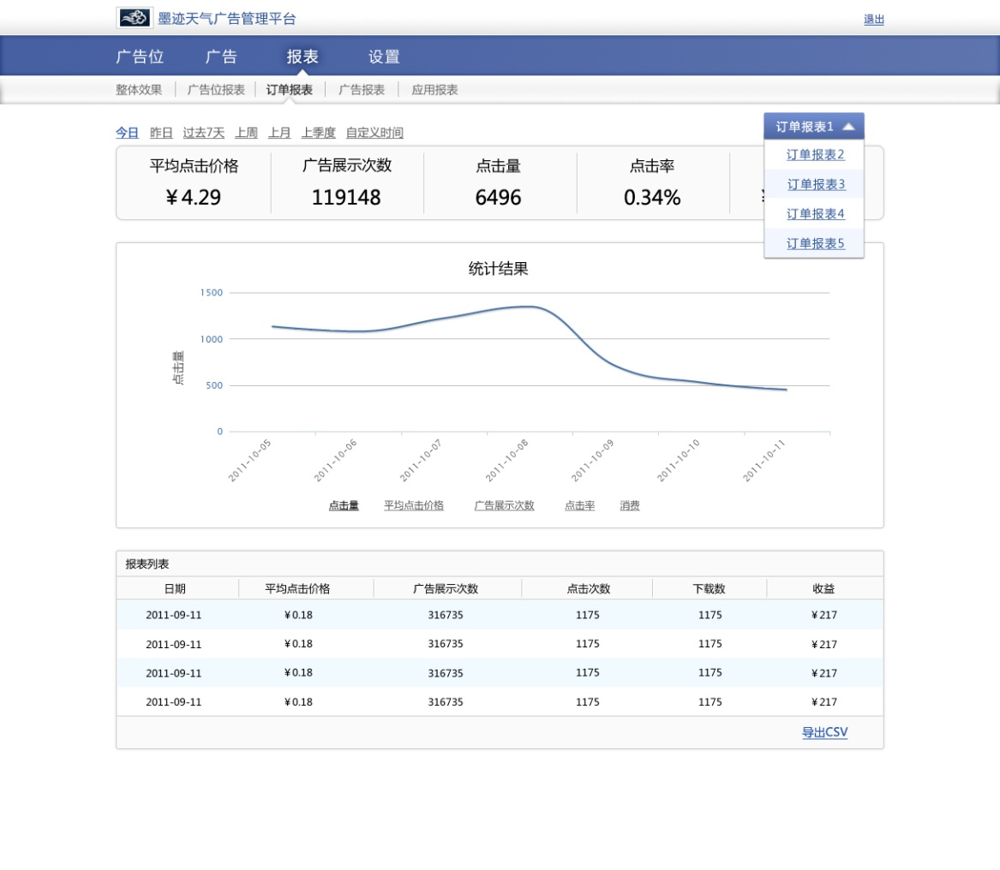 墨迹天气广告管理平台 退出
广告位 广告 报表 设置
整体效果 广告位报表 订单报表 广告报表 应用报表
今日 昨日 过去7天 上周 上月 上季度 自定义时间
订单报表1
订单报表2
订单报表3
订单报表4
订单报表5
平均点击价格 广告展示次数 点击量 点击率
¥4.29 119148 6496 0.34%
统计结果
点击量
1500
1000
500
0
2011-10-05 2011-10-06 2011-10-07 2011-10-08 2011-10-09 2011-10-10 2011-10-11
点击量 平均点击价格 广告展示次数 点击率 消费
报表列表
日期 平均点击价格 广告展示次数 点击次数 下载数 收益
2011-09-11 ¥0.18 316735 1175 1175 ¥217
2011-09-11 ¥0.18 316735 1175 1175 ¥217
2011-09-11 ¥0.18 316735 1175 1175 ¥217
2011-09-11 ¥0.18 316735 1175 1175 ¥217
导出CSV